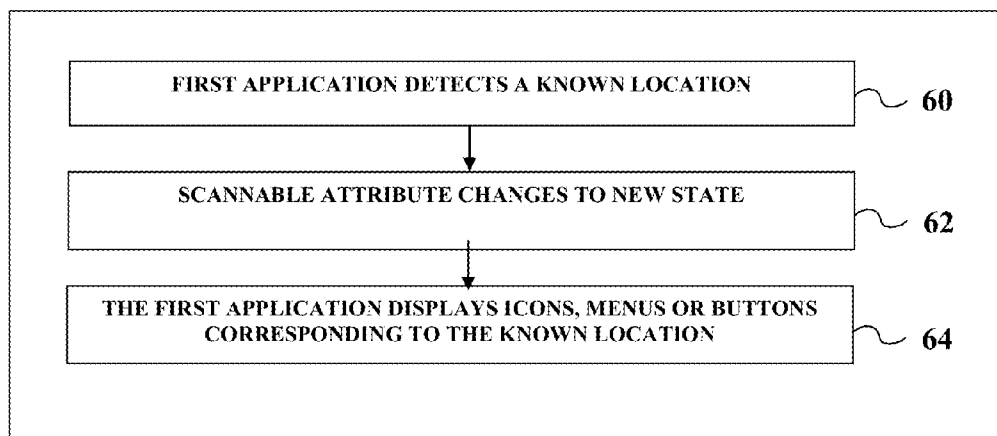 FIRST APPLICATION DETECTS A KNOWN LOCATION
60
SCANNABLE ATTRIBUTE CHANGES TO NEW STATE
62
THE FIRST APPLICATION DISPLAYS ICONS, MENUS OR BUTTONS
CORRESPONDING TO THE KNOWN LOCATION
64